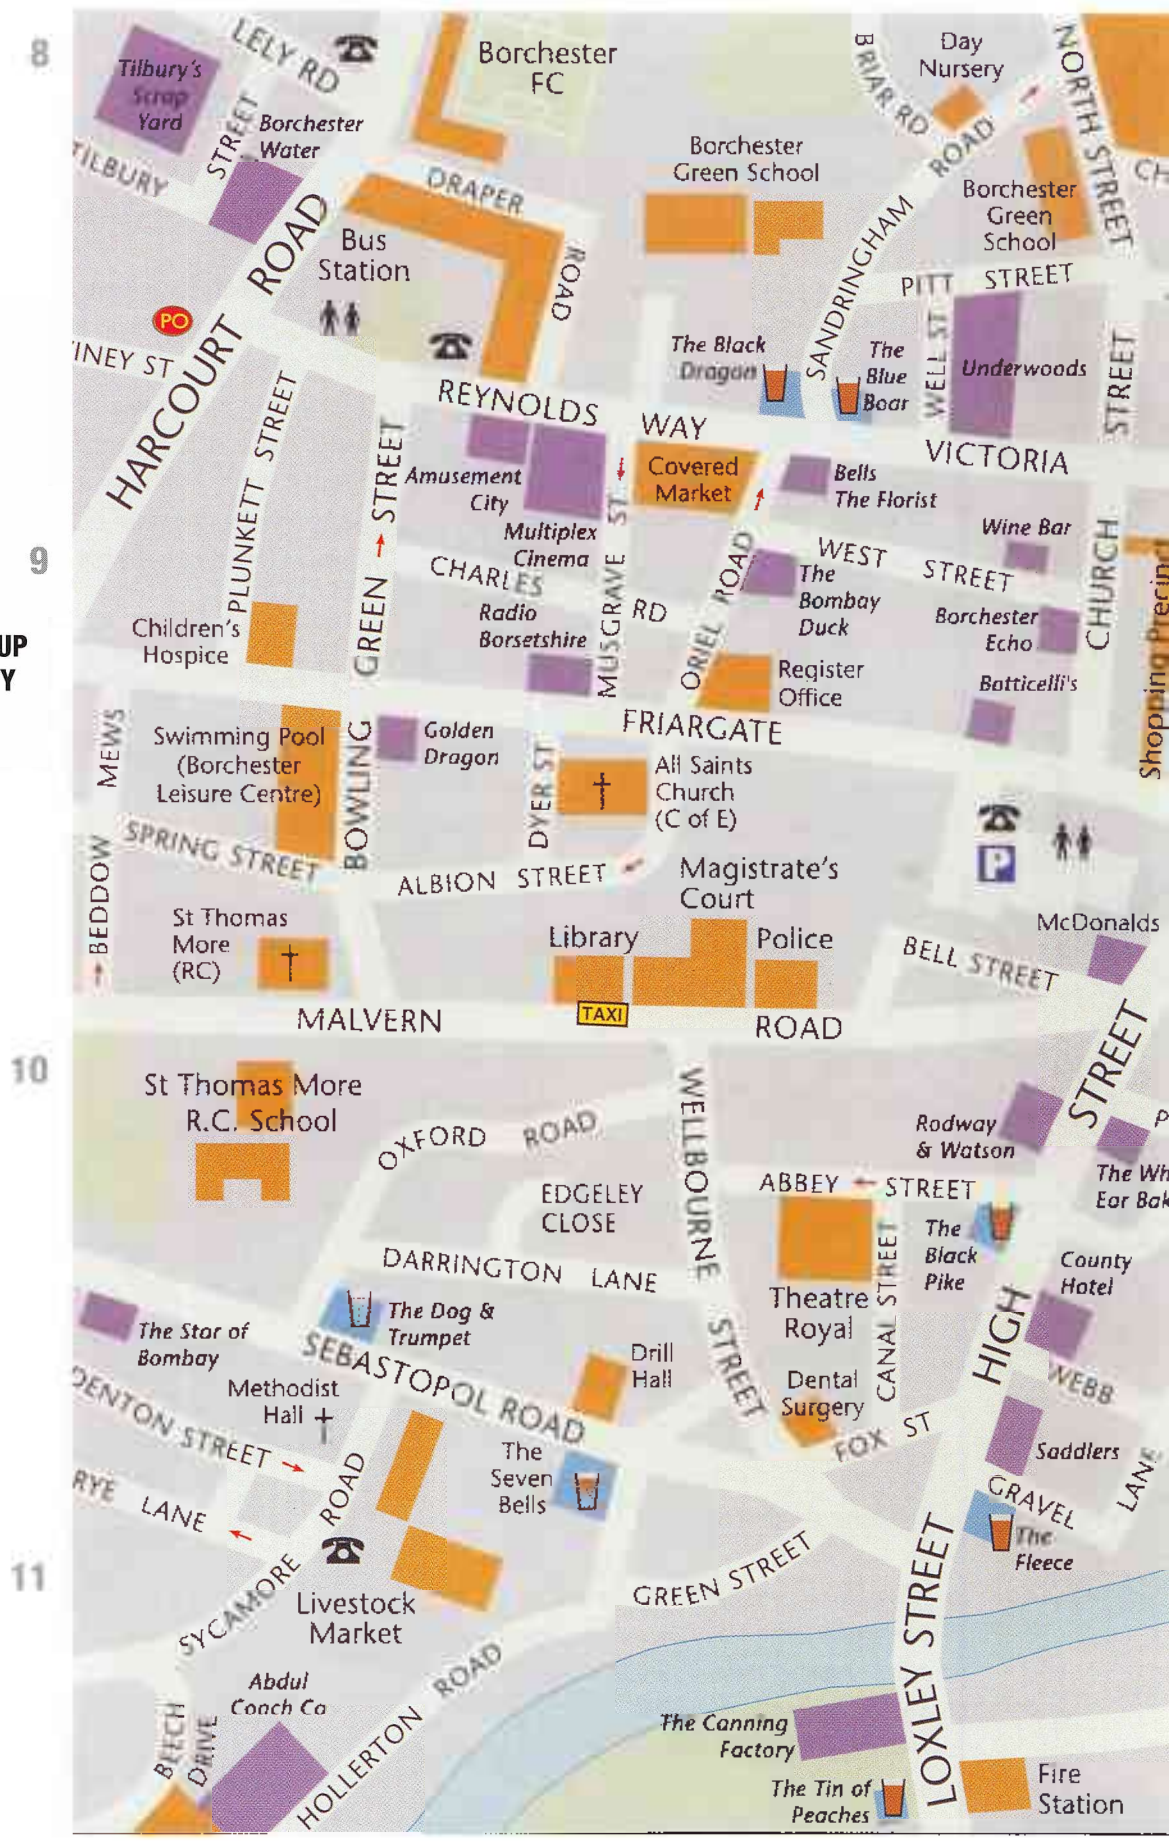 8
LELY RD
Tilbury's
Scrap
Yard
STREET
Borchester
Water
TILBURY
Borchester
FC
DRAPER
ROAD
BRIAR RD
Day
Nursery
NORTH STREET
ROAD
SANDRINGHAM
CH
Borchester
Green School
Borchester
Green
School
HARCOURT ROAD
Bus
Station
PO
INEY ST
PITT STREET
WELL ST
Underwoods
The Black
Dragon
The
Blue
Boar
REYNOLDS WAY
VICTORIA
STREET
PLUNKETT STREET
GREEN STREET
Amusement
City
Multiplex
Cinema
Covered
Market
Bells
The Florist
Wine Bar
MUSGRAVE ST
ORIEL ROAD
9
CHARLES RD
WEST STREET
The
Bombay
Duck
Borchester
Echo
CHURCH
Shopping Precinct
UP
Y
Children's
Hospice
Radio
Borsetshire
Register
Office
Botticelli's
FRIARGATE
BEDDOW MEWS
Swimming Pool
(Borchester
Leisure Centre)
BOWLING
Golden
Dragon
DYER ST
All Saints
Church
(C of E)
SPRING STREET
ALBION STREET
P
Magistrate's
Court
St Thomas
More
(RC)
Library
Police
McDonalds
BELL STREET
TAXI
MALVERN ROAD
10
St Thomas More
R.C. School
OXFORD ROAD
WELLBOURNE STREET
STREET
Rodway
& Watson
P
The Wh
Ear Bak
EDGELEY
CLOSE
ABBEY STREET
DARRINGTON LANE
CANAL STREET
The
Black
Pike
County
Hotel
Theatre
Royal
HIGH
The Star of
Bombay
The Dog &
Trumpet
SEBASTOPOL ROAD
Drill
Hall
Dental
Surgery
FOX ST
WEBB
LANE
DENTON STREET
Methodist
Hall
The
Seven
Bells
Saddlers
GRAVEL
RYE LANE
SYCAMORE ROAD
The
Fleece
11
GREEN STREET
Livestock
Market
LOXLEY STREET
Abdul
Coach Co
HOLLERTON ROAD
BEECH
DRIVE
The Canning
Factory
The Tin of
Peaches
Fire
Station